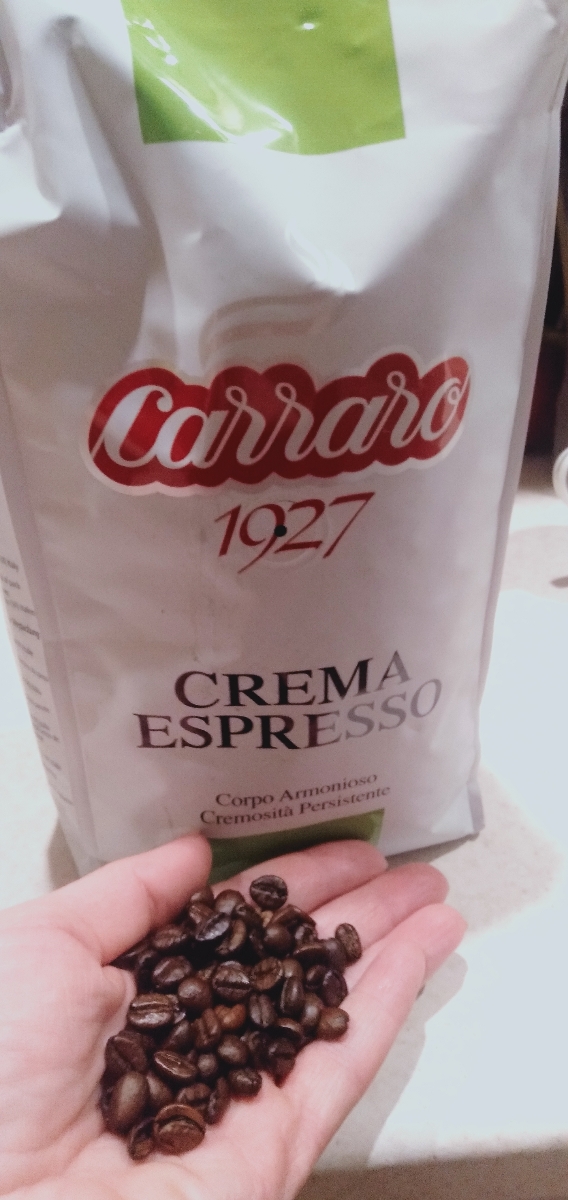 Carraro
1927
CREMA
ESPRESSO
Corpo Armonioso
Cremosità Persistente